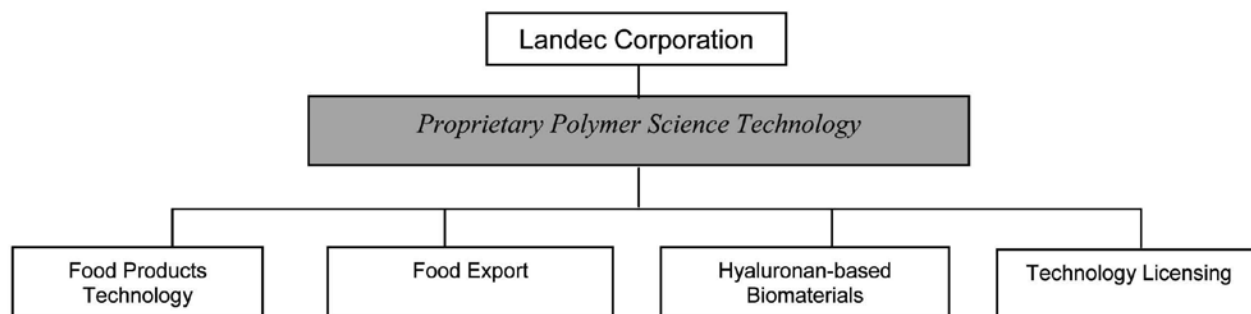 Landec Corporation
Proprietary Polymer Science Technology
Food Products
Technology
Food Export
Hyaluronan-based
Biomaterials
Technology Licensing